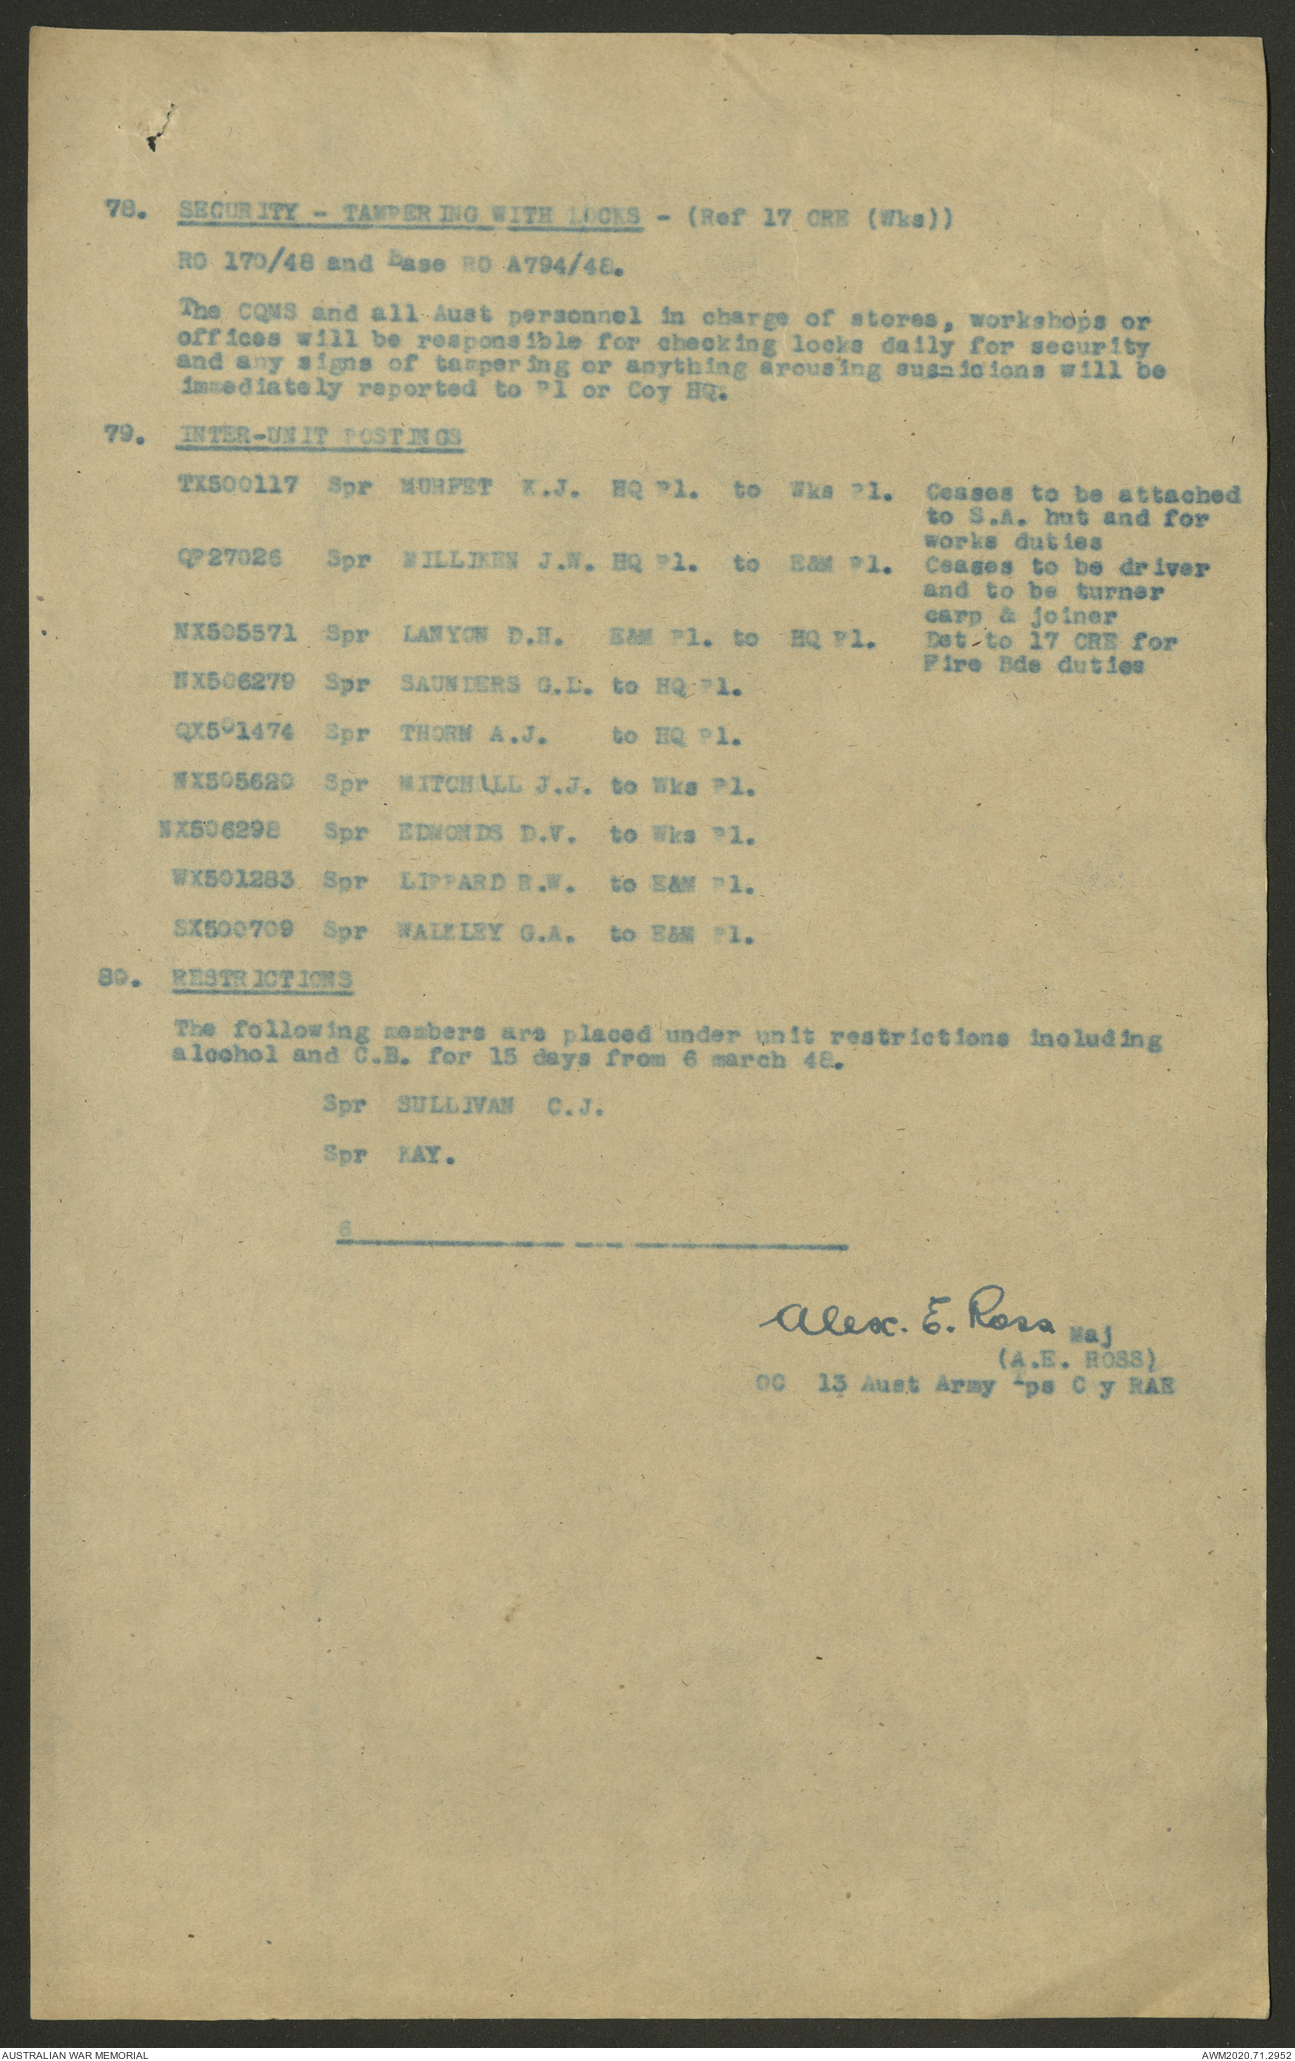 78. SECURITY - TAMPERING WITH LOCKS - (Ref 17 CRE (Wks))
RO 170/48 and Base RO A794/48.
The CQMS and all Aust personnel in charge of stores, workshops or
offices will be responsible for checking locks daily for security
and any signs of tampering or anything arousing susnicions will be
immediately reported to Pl or Coy HQ.
79. INTER-UNIT POSTINGS
TX500117 Spr MURFET K.J. HQ Pl. to Wks Pl. Ceases to be attached
to S.A. hut and for
works duties
QP27026 Spr MILLIKEN J.W. HQ Pl. to E&M Pl. Ceases to be driver
and to be turner
carp & joiner
NX505571 Spr LANYON D.H. E&M Pl. to HQ Pl. Det to 17 CRE for
Fire Bde duties
NX506279 Spr SAUNDERS G.L. to HQ Pl.
QX501474 Spr THORN A.J. to HQ Pl.
NX505620 Spr MITCHALL J.J. to Wks Pl.
NX506298 Spr EDMONDS D.V. to Wks Pl.
WX501283 Spr LIPPARD R.W. to E&M Pl.
SX500709 Spr WALKLEY G.A. to E&M Pl.
80. RESTRICTIONS
The following members are placed under unit restrictions including
alcohol and C.B. for 15 days from 6 march 48.
Spr SULLIVAN C.J.
Spr KAY.
6
Alex. E. Ross Maj
(A.E. ROSS)
OC 13 Aust Army Tps C y RAE
AUSTRALIAN WAR MEMORIAL
AWM2020.71.2952